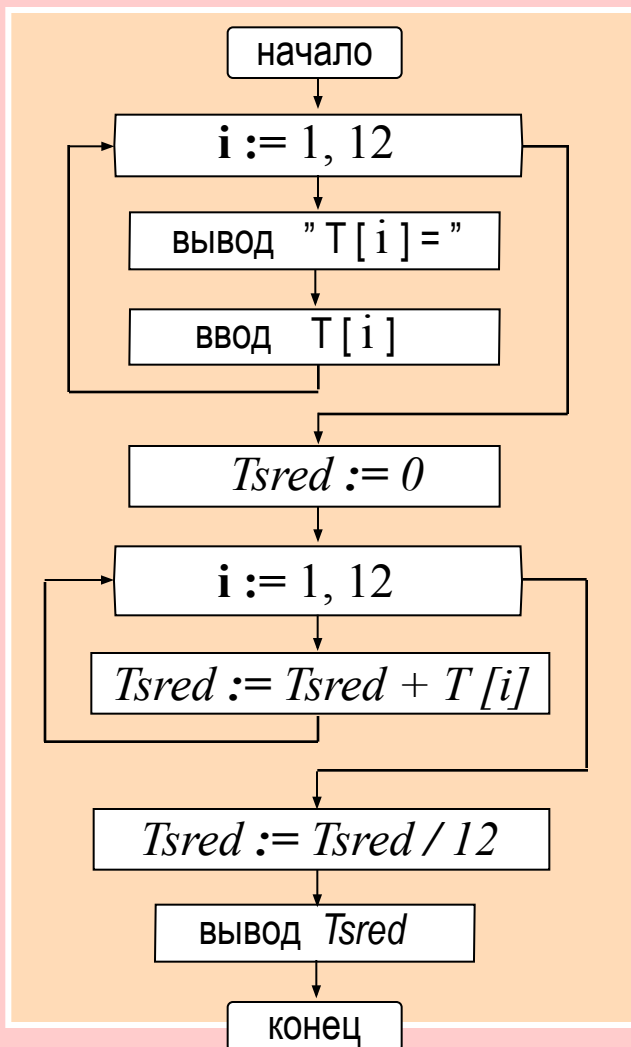 начало
i := 1, 12
вывод ” T [ i ] = ”
ввод T [ i ]
Tsred := 0
i := 1, 12
Tsred := Tsred + T [i]
Tsred := Tsred / 12
вывод Tsred
конец